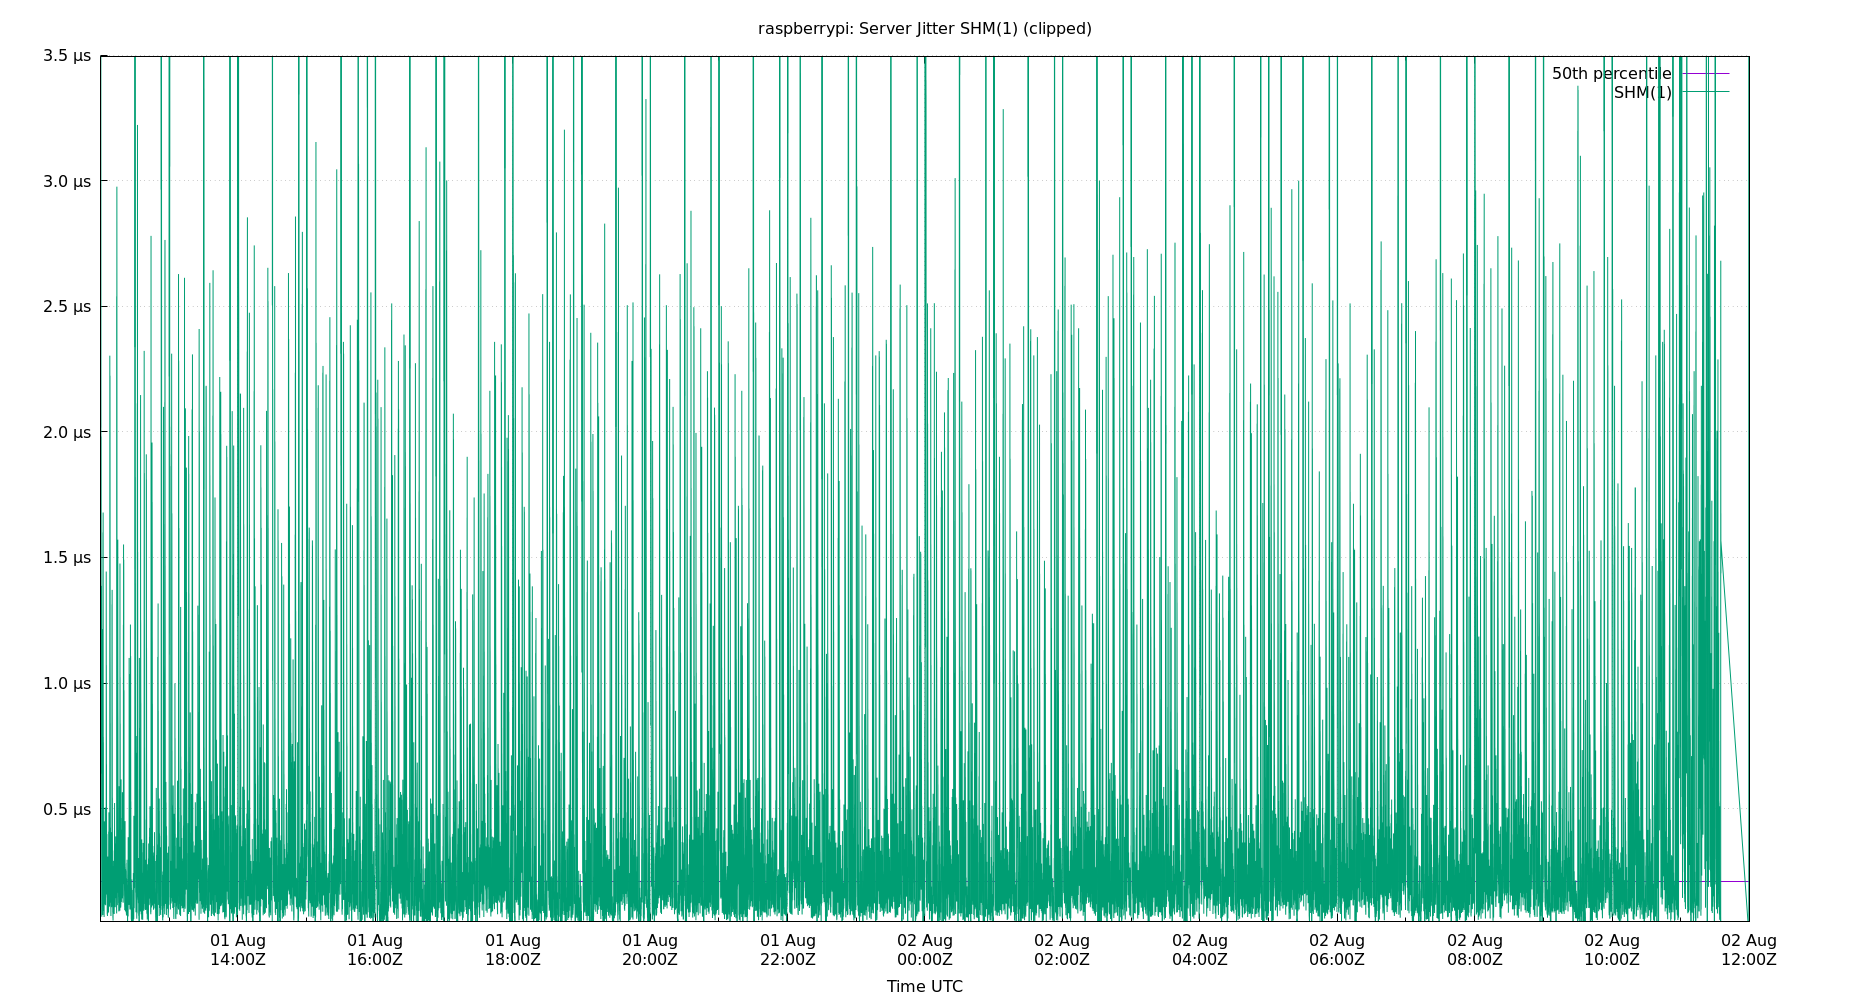 raspberrypi: Server Jitter SHM(1) (clipped)
3.5 µs
50th percentile
SHM(1)
3.0 µs
2.5 µs
2.0 µs
1.5 µs
1.0 µs
0.5 µs
01 Aug 01 Aug 01 Aug 01 Aug 01 Aug 02 Aug 02 Aug 02 Aug 02 Aug 02 Aug 02 Aug 02 Aug
14:00Z 16:00Z 18:00Z 20:00Z 22:00Z 00:00Z 02:00Z 04:00Z 06:00Z 08:00Z 10:00Z 12:00Z
Time UTC